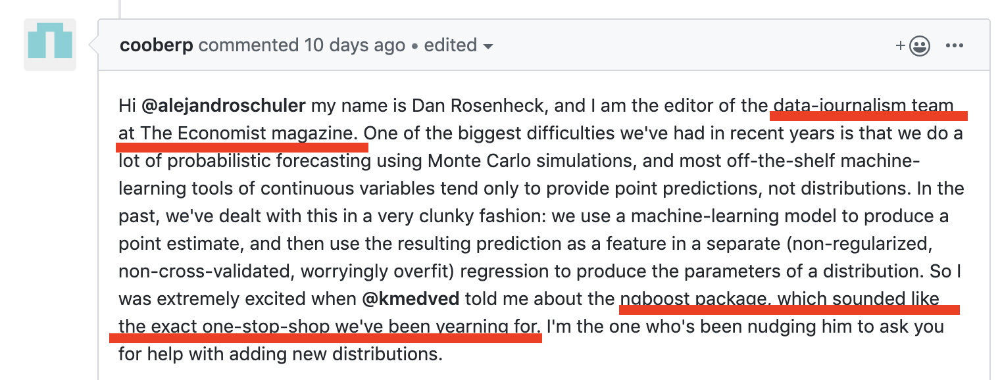 cooberp commented 10 days ago • edited
Hi @alejandroschuler my name is Dan Rosenheck, and I am the editor of the data-journalism team
at The Economist magazine. One of the biggest difficulties we've had in recent years is that we do a
lot of probabilistic forecasting using Monte Carlo simulations, and most off-the-shelf machine-
learning tools of continuous variables tend only to provide point predictions, not distributions. In the
past, we've dealt with this in a very clunky fashion: we use a machine-learning model to produce a
point estimate, and then use the resulting prediction as a feature in a separate (non-regularized,
non-cross-validated, worryingly overfit) regression to produce the parameters of a distribution. So I
was extremely excited when @kmedved told me about the ngboost package, which sounded like
the exact one-stop-shop we've been yearning for. I'm the one who's been nudging him to ask you
for help with adding new distributions.